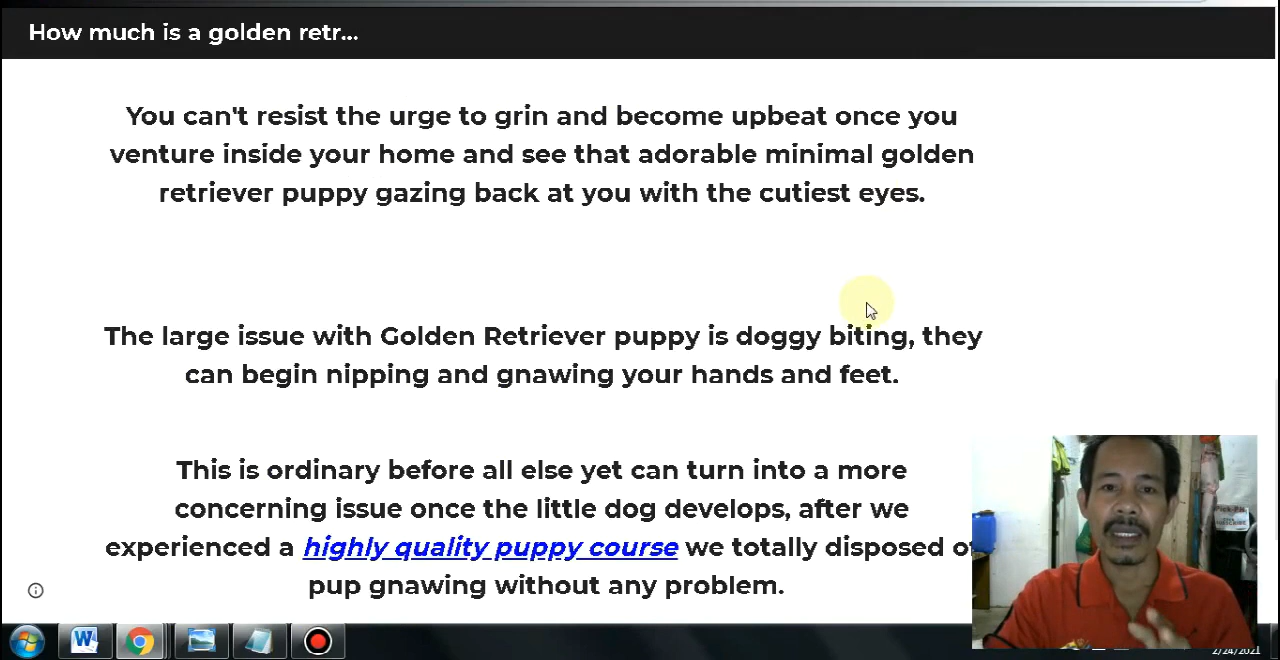 How much is a golden retr...
You can't resist the urge to grin and become upbeat once you
venture inside your home and see that adorable minimal golden
retriever puppy gazing back at you with the cutiest eyes.
The large issue with Golden Retriever puppy is doggy biting, they
can begin nipping and gnawing your hands and feet.
This is ordinary before all else yet can turn into a more
concerning issue once the little dog develops, after we
experienced a highly quality puppy course we totally disposed of
pup gnawing without any problem.
2/24/2021